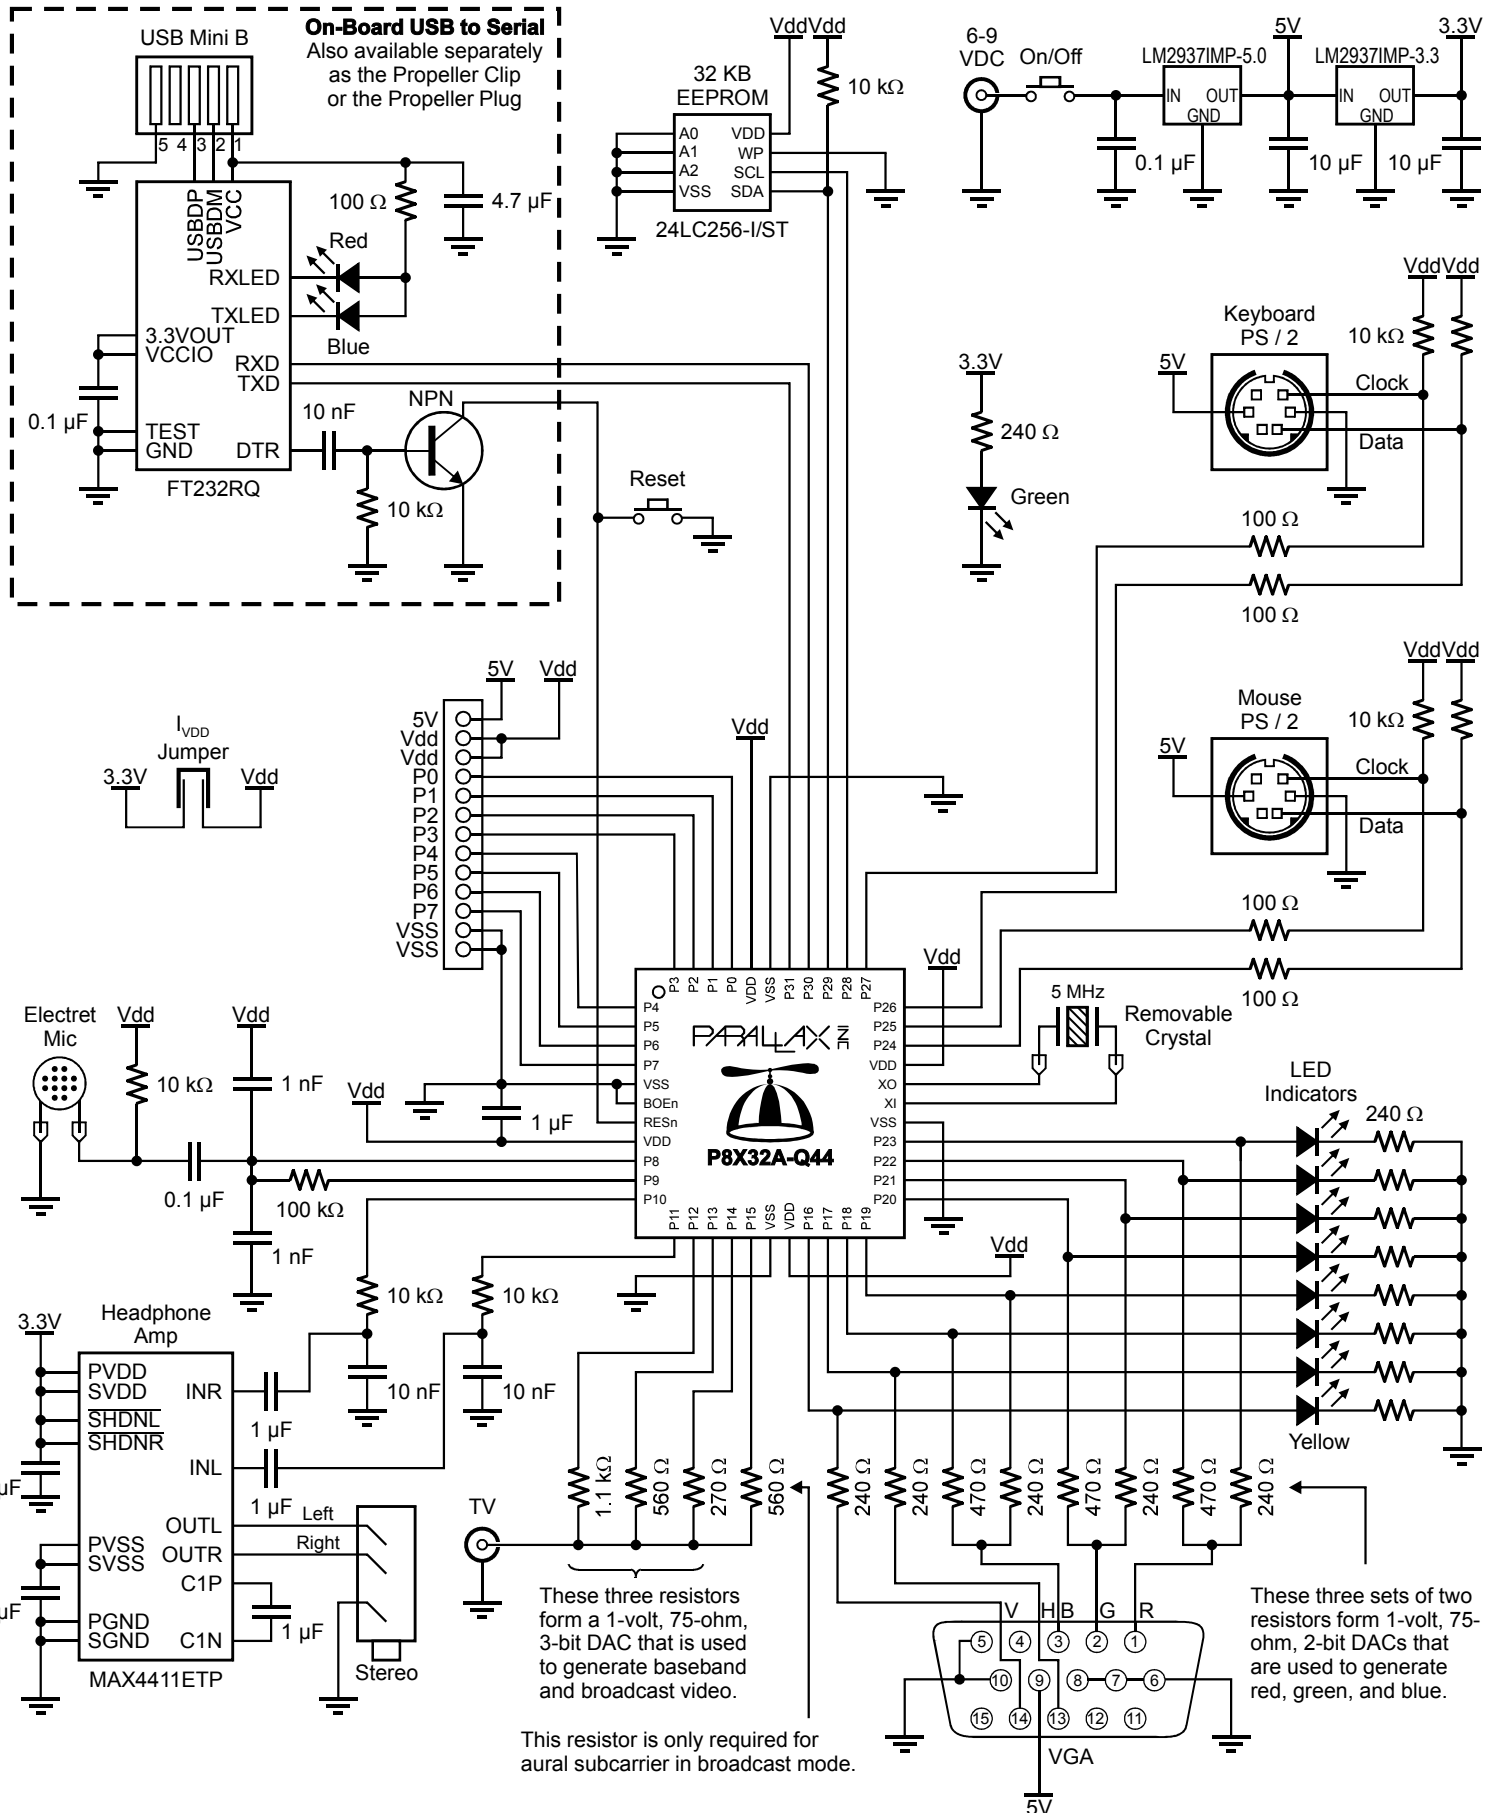 On-Board USB to Serial
Also available separately
as the Propeller Clip
or the Propeller Plug
USB Mini B
5 4 3 2 1
USBDP
USBDM
VCC
100 Ω
4.7 µF
Red
RXLED
TXLED
Blue
3.3VOUT
VCCIO
RXD
TXD
0.1 µF
10 nF
NPN
TEST
GND
DTR
FT232RQ
10 kΩ
Vdd
Vdd
32 KB
EEPROM
10 kΩ
A0
A1
A2
VSS
VDD
WP
SCL
SDA
24LC256-I/ST
6-9
VDC
On/Off
LM2937IMP-5.0
IN
OUT
GND
5V
LM2937IMP-3.3
IN
OUT
GND
3.3V
0.1 µF
10 µF
10 µF
Reset
3.3V
240 Ω
Green
Vdd
Vdd
Keyboard
PS / 2
10 kΩ
5V
Clock
Data
100 Ω
100 Ω
Vdd
Vdd
Mouse
PS / 2
10 kΩ
5V
Clock
Data
100 Ω
100 Ω
IVDD
Jumper
3.3V
Vdd
5V
Vdd
5V
Vdd
Vdd
P0
P1
P2
P3
P4
P5
P6
P7
VSS
VSS
Vdd
Vdd
P3
P2
P1
P0
VDD
VSS
P31
P30
P29
P28
P27
P4
P5
P6
P7
VSS
BOEn
RESn
VDD
P8
P9
P10
P26
P25
P24
VDD
XO
XI
VSS
P23
P22
P21
P20
P11
P12
P13
P14
P15
VSS
VDD
P16
P17
P18
P19
PARALLAX INC
P8X32A-Q44
5 MHz
Removable
Crystal
Electret
Mic
Vdd
Vdd
10 kΩ
1 nF
Vdd
1 µF
0.1 µF
100 kΩ
1 nF
LED
Indicators
240 Ω
Yellow
Vdd
10 kΩ
10 kΩ
10 nF
10 nF
Headphone
Amp
3.3V
PVDD
SVDD
SHDNL
SHDNR
INR
INL
1 µF
1 µF
µF
OUTL
OUTR
Left
Right
PVSS
SVSS
C1P
µF
PGND
SGND
C1N
1 µF
MAX4411ETP
Stereo
TV
1.1 kΩ
560 Ω
270 Ω
560 Ω
240 Ω
240 Ω
470 Ω
240 Ω
470 Ω
240 Ω
470 Ω
240 Ω
These three resistors
form a 1-volt, 75-ohm,
3-bit DAC that is used
to generate baseband
and broadcast video.
This resistor is only required for
aural subcarrier in broadcast mode.
These three sets of two
resistors form 1-volt, 75-
ohm, 2-bit DACs that
are used to generate
red, green, and blue.
V H B G R
5 4 3 2 1
10 9 8 7 6
15 14 13 12 11
VGA
5V